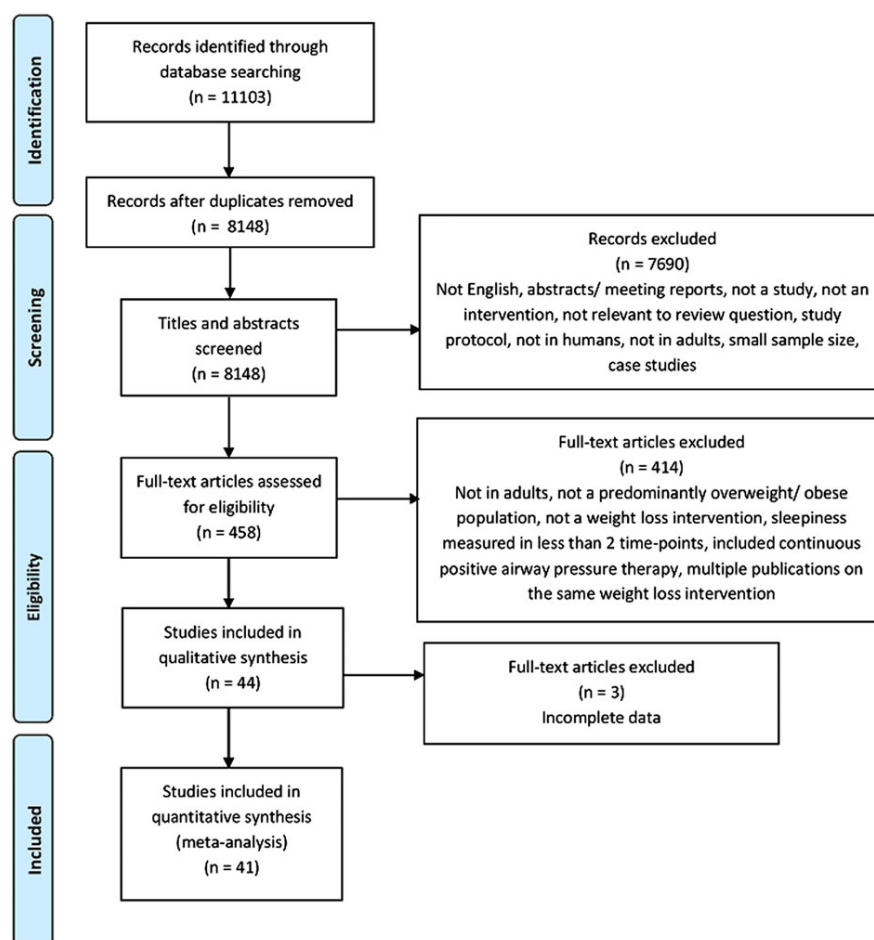 Identification
Records identified through
database searching
(n = 11103)
Records after duplicates removed
(n = 8148)
Screening
Titles and abstracts
screened
(n = 8148)
Records excluded
(n = 7690)
Not English, abstracts/ meeting reports, not a study, not an
intervention, not relevant to review question, study
protocol, not in humans, not in adults, small sample size,
case studies
Eligibility
Full-text articles assessed
for eligibility
(n = 458)
Full-text articles excluded
(n = 414)
Not in adults, not a predominantly overweight/ obese
population, not a weight loss intervention, sleepiness
measured in less than 2 time-points, included continuous
positive airway pressure therapy, multiple publications on
the same weight loss intervention
Studies included in
qualitative synthesis
(n = 44)
Full-text articles excluded
(n = 3)
Incomplete data
Included
Studies included in
quantitative synthesis
(meta-analysis)
(n = 41)